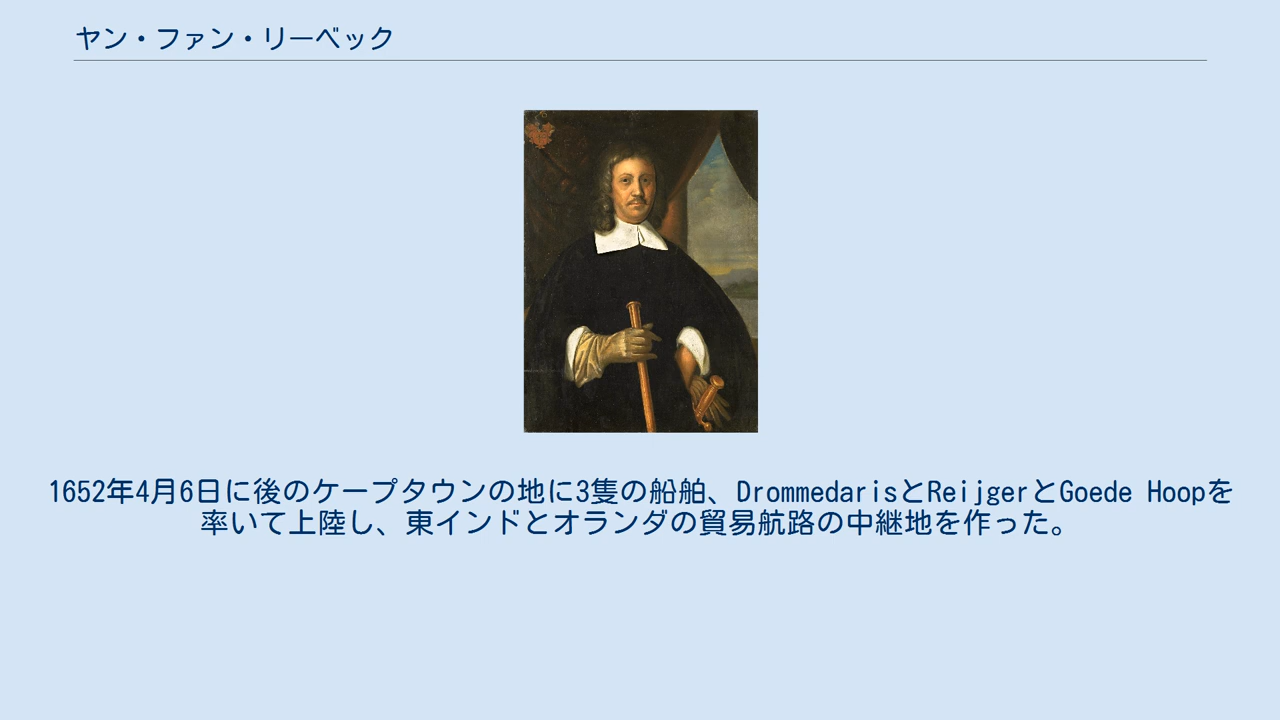 ヤン・ファン・リーベック
1652年4月6日に後のケープタウンの地に3隻の船舶、DrommedarisとReijgerとGoede Hoopを
率いて上陸し、東インドとオランダの貿易航路の中継地を作った。